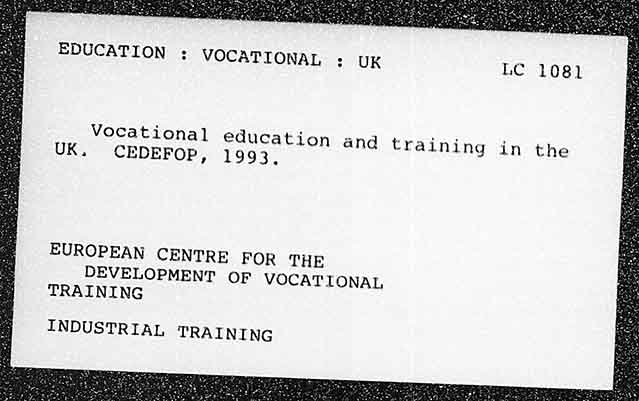 EDUCATION : VOCATIONAL : UK
LC 1081
Vocational education and training in the
UK. CEDEFOP, 1993.
EUROPEAN CENTRE FOR THE
DEVELOPMENT OF VOCATIONAL
TRAINING
INDUSTRIAL TRAINING